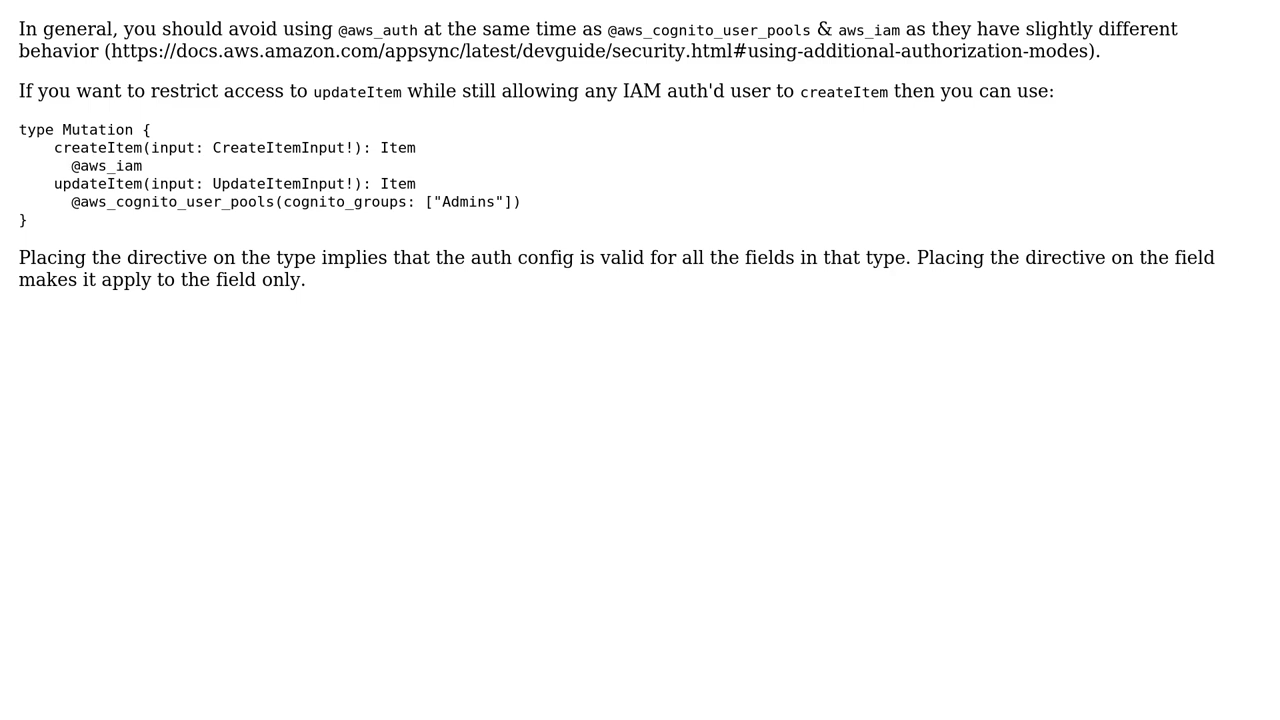 In general, you should avoid using @aws_auth at the same time as @aws_cognito_user_pools & aws_iam as they have slightly different
behavior (https://docs.aws.amazon.com/appsync/latest/devguide/security.html#using-additional-authorization-modes).
If you want to restrict access to updateItem while still allowing any IAM auth'd user to createItem then you can use:
type Mutation {
    createItem(input: CreateItemInput!): Item
      @aws_iam
    updateItem(input: UpdateItemInput!): Item
      @aws_cognito_user_pools(cognito_groups: ["Admins"])
}
Placing the directive on the type implies that the auth config is valid for all the fields in that type. Placing the directive on the field
makes it apply to the field only.